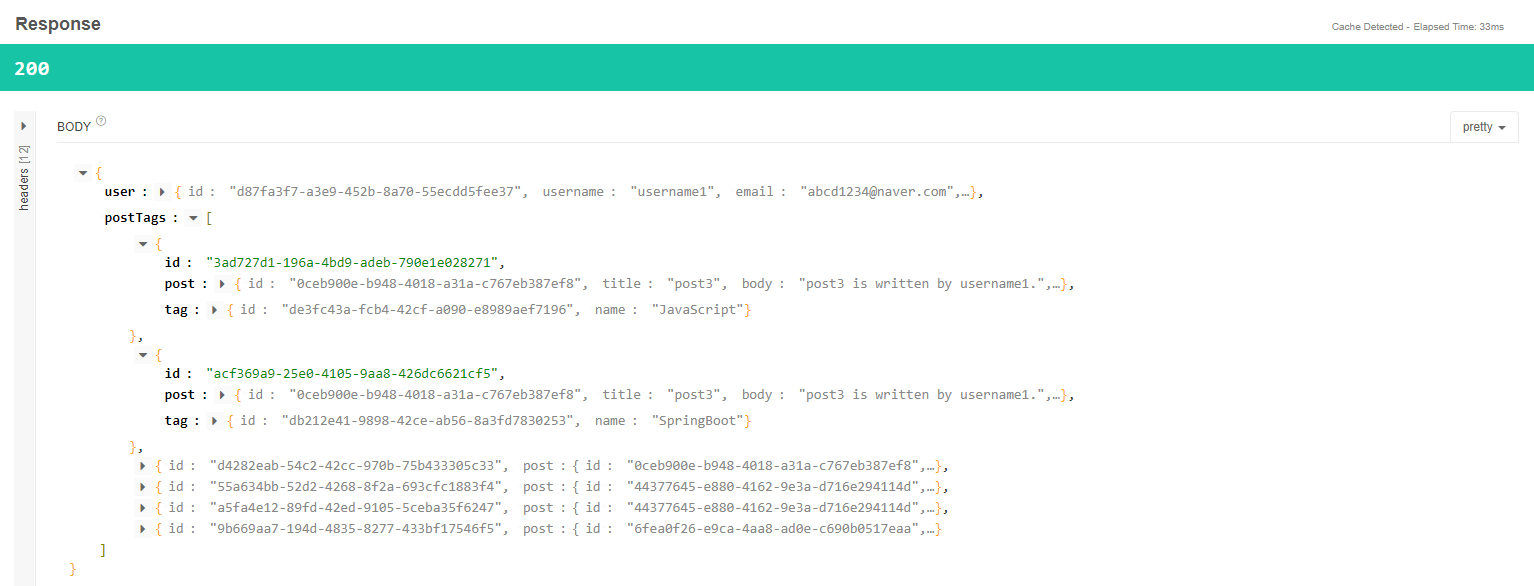 Response
Cache Detected - Elapsed Time: 33ms
200
headers [12]
BODY ?
pretty
{
user : { id : "d87fa3f7-a3e9-452b-8a70-55ecdd5fee37", username : "username1", email : "abcd1234@naver.com",…},
postTags : [
{
id : "3ad727d1-196a-4bd9-adeb-790e1e028271",
post : { id : "0ceb900e-b948-4018-a31a-c767eb387ef8", title : "post3", body : "post3 is written by username1.",…},
tag : { id : "de3fc43a-fcb4-42cf-a090-e8989aef7196", name : "JavaScript"}
},
{
id : "acf369a9-25e0-4105-9aa8-426dc6621cf5",
post : { id : "0ceb900e-b948-4018-a31a-c767eb387ef8", title : "post3", body : "post3 is written by username1.",…},
tag : { id : "db212e41-9898-42ce-ab56-8a3fd7830253", name : "SpringBoot"}
},
{ id : "d4282eab-54c2-42cc-970b-75b433305c33", post : { id : "0ceb900e-b948-4018-a31a-c767eb387ef8",…},
{ id : "55a634bb-52d2-4268-8f2a-693cfc1883f4", post : { id : "44377645-e880-4162-9e3a-d716e294114d",…},
{ id : "a5fa4e12-89fd-42ed-9105-5ceba35f6247", post : { id : "44377645-e880-4162-9e3a-d716e294114d",…},
{ id : "9b669aa7-194d-4835-8277-433bf17546f5", post : { id : "6fea0f26-e9ca-4aa8-ad0e-c690b0517eaa",…}
]
}